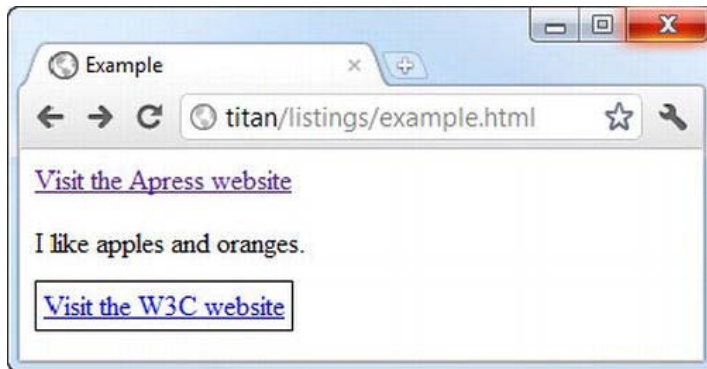 Example
titan/listings/example.html
Visit the Apress website
I like apples and oranges.
Visit the W3C website